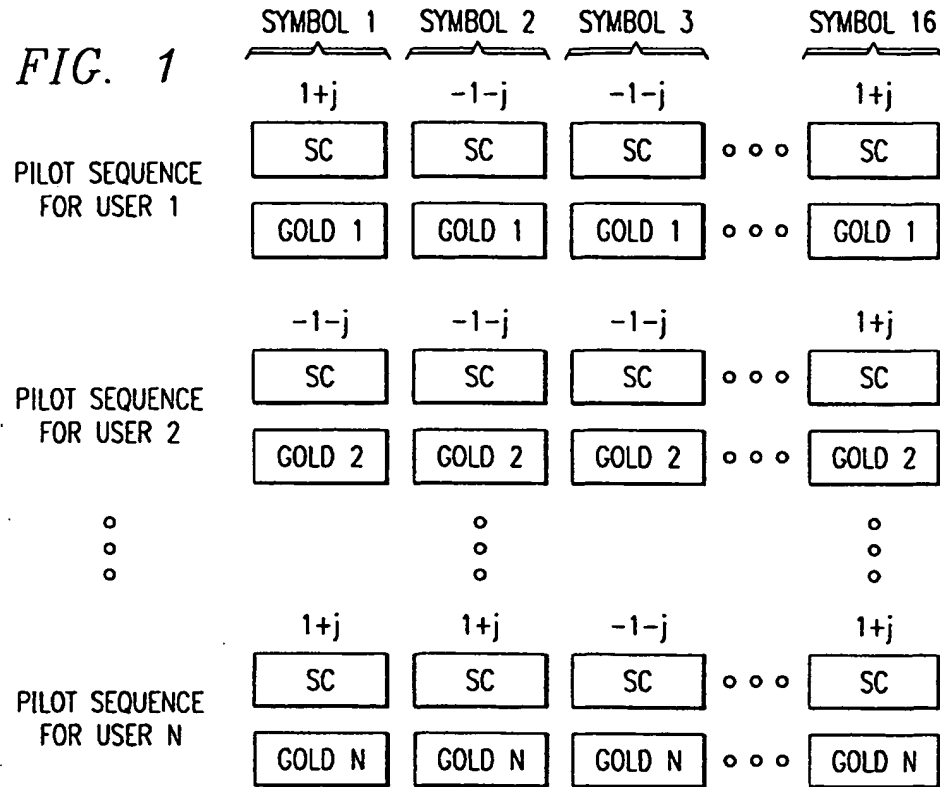 FIG. 1
SYMBOL 1 SYMBOL 2 SYMBOL 3 SYMBOL 16
1+j -1-j -1-j 1+j
PILOT SEQUENCE
FOR USER 1
SC SC SC SC
GOLD 1 GOLD 1 GOLD 1 GOLD 1
-1-j -1-j -1-j 1+j
PILOT SEQUENCE
FOR USER 2
SC SC SC SC
GOLD 2 GOLD 2 GOLD 2 GOLD 2
1+j 1+j -1-j 1+j
PILOT SEQUENCE
FOR USER N
SC SC SC SC
GOLD N GOLD N GOLD N GOLD N